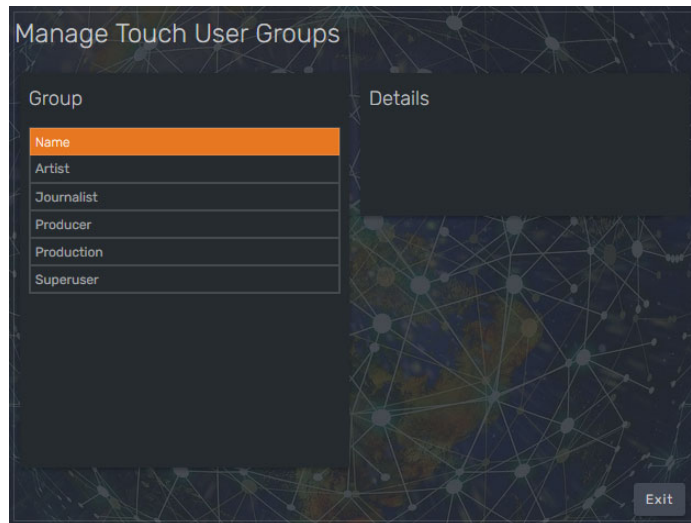 Manage Touch User Groups
Group
Name
Artist
Journalist
Producer
Production
Superuser
Details
Exit